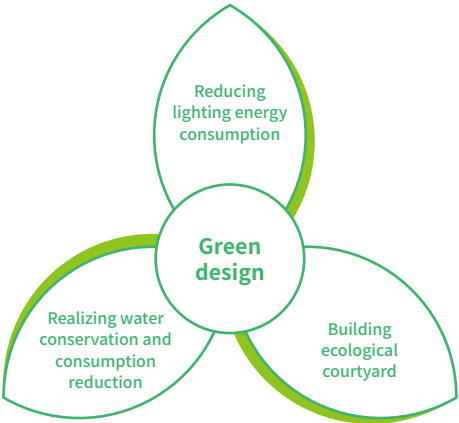 Reducing
lighting energy
consumption
Green
design
Realizing water
conservation and
consumption
reduction
Building
ecological
courtyard